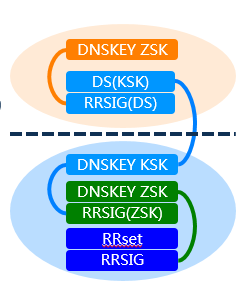 DNSKEY ZSK
DS(KSK)
RRSIG(DS)
DNSKEY KSK
DNSKEY ZSK
RRSIG(ZSK)
RRset
RRSIG